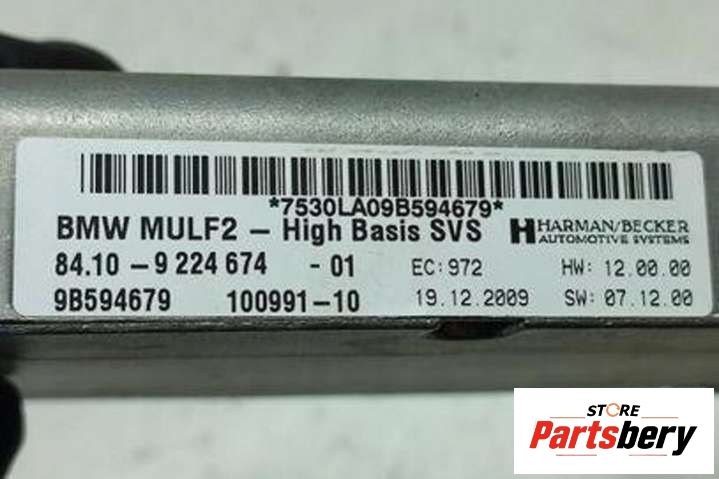 *7530LA09B594679*
BMW MULF2 - High Basis SVS
HARMAN/BECKER
AUTOMOTIVE SYSTEMS
84.10 - 9 224 674 - 01
EC: 972
HW: 12.00.00
9B594679
100991-10
19.12.2009
SW: 07.12.00
STORE
Partsbery